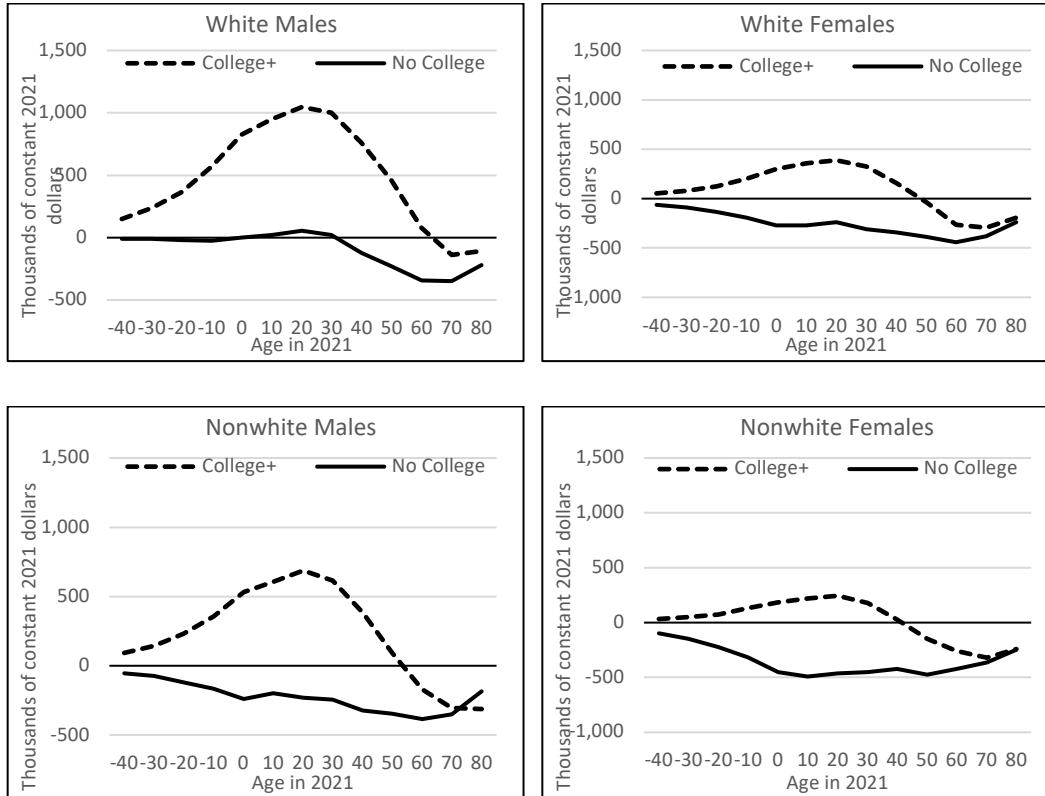 White Males
Thousands of constant 2021
dollars
1,500
1,000
500
0
-500
College+
No College
-40 -30 -20 -10 0 10 20 30 40 50 60 70 80
Age in 2021
White Females
Thousands of constant 2021
dollars
1,500
1,000
500
0
-500
-1,000
College+
No College
-40 -30 -20 -10 0 10 20 30 40 50 60 70 80
Age in 2021
Nonwhite Males
Thousands of constant 2021 dollars
1,500
1,000
500
0
-500
College+
No College
-40 -30 -20 -10 0 10 20 30 40 50 60 70 80
Age in 2021
Nonwhite Females
Thousands of constant 2021 dollars
1,500
1,000
500
0
-500
-1,000
College+
No College
-40 -30 -20 -10 0 10 20 30 40 50 60 70 80
Age in 2021